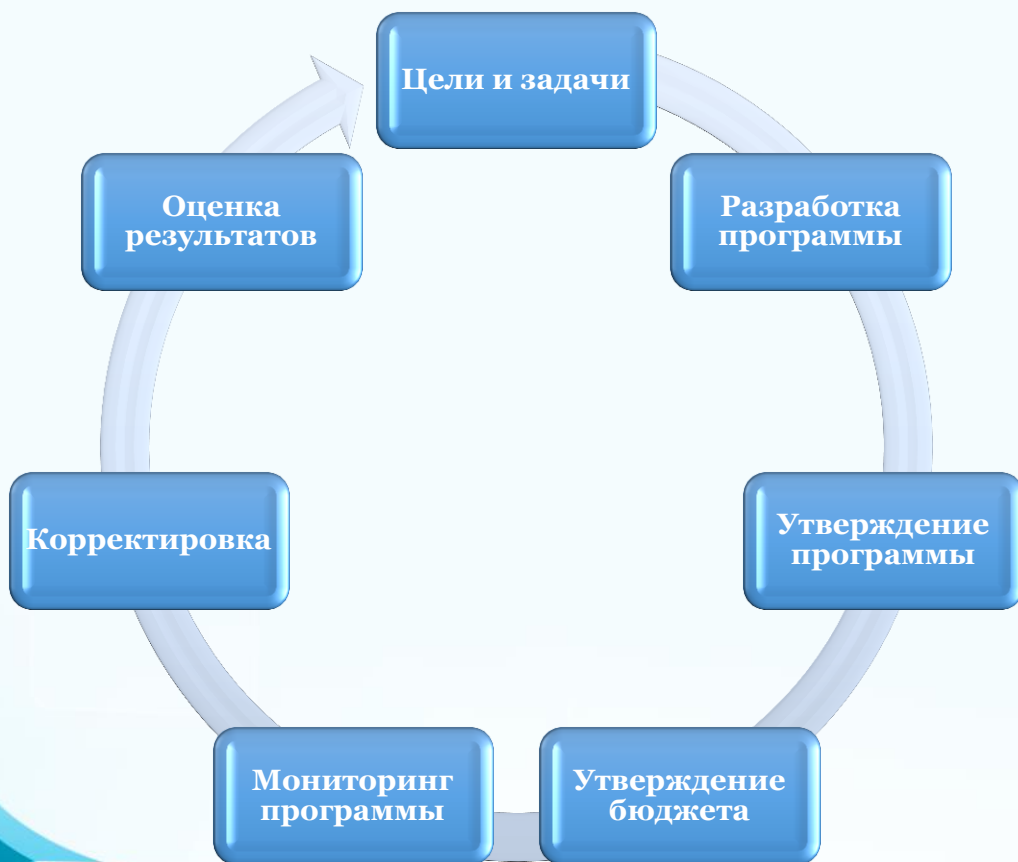 Цели и задачи
Разработка
программы
Утверждение
программы
Утверждение
бюджета
Мониторинг
программы
Корректировка
Оценка
результатов